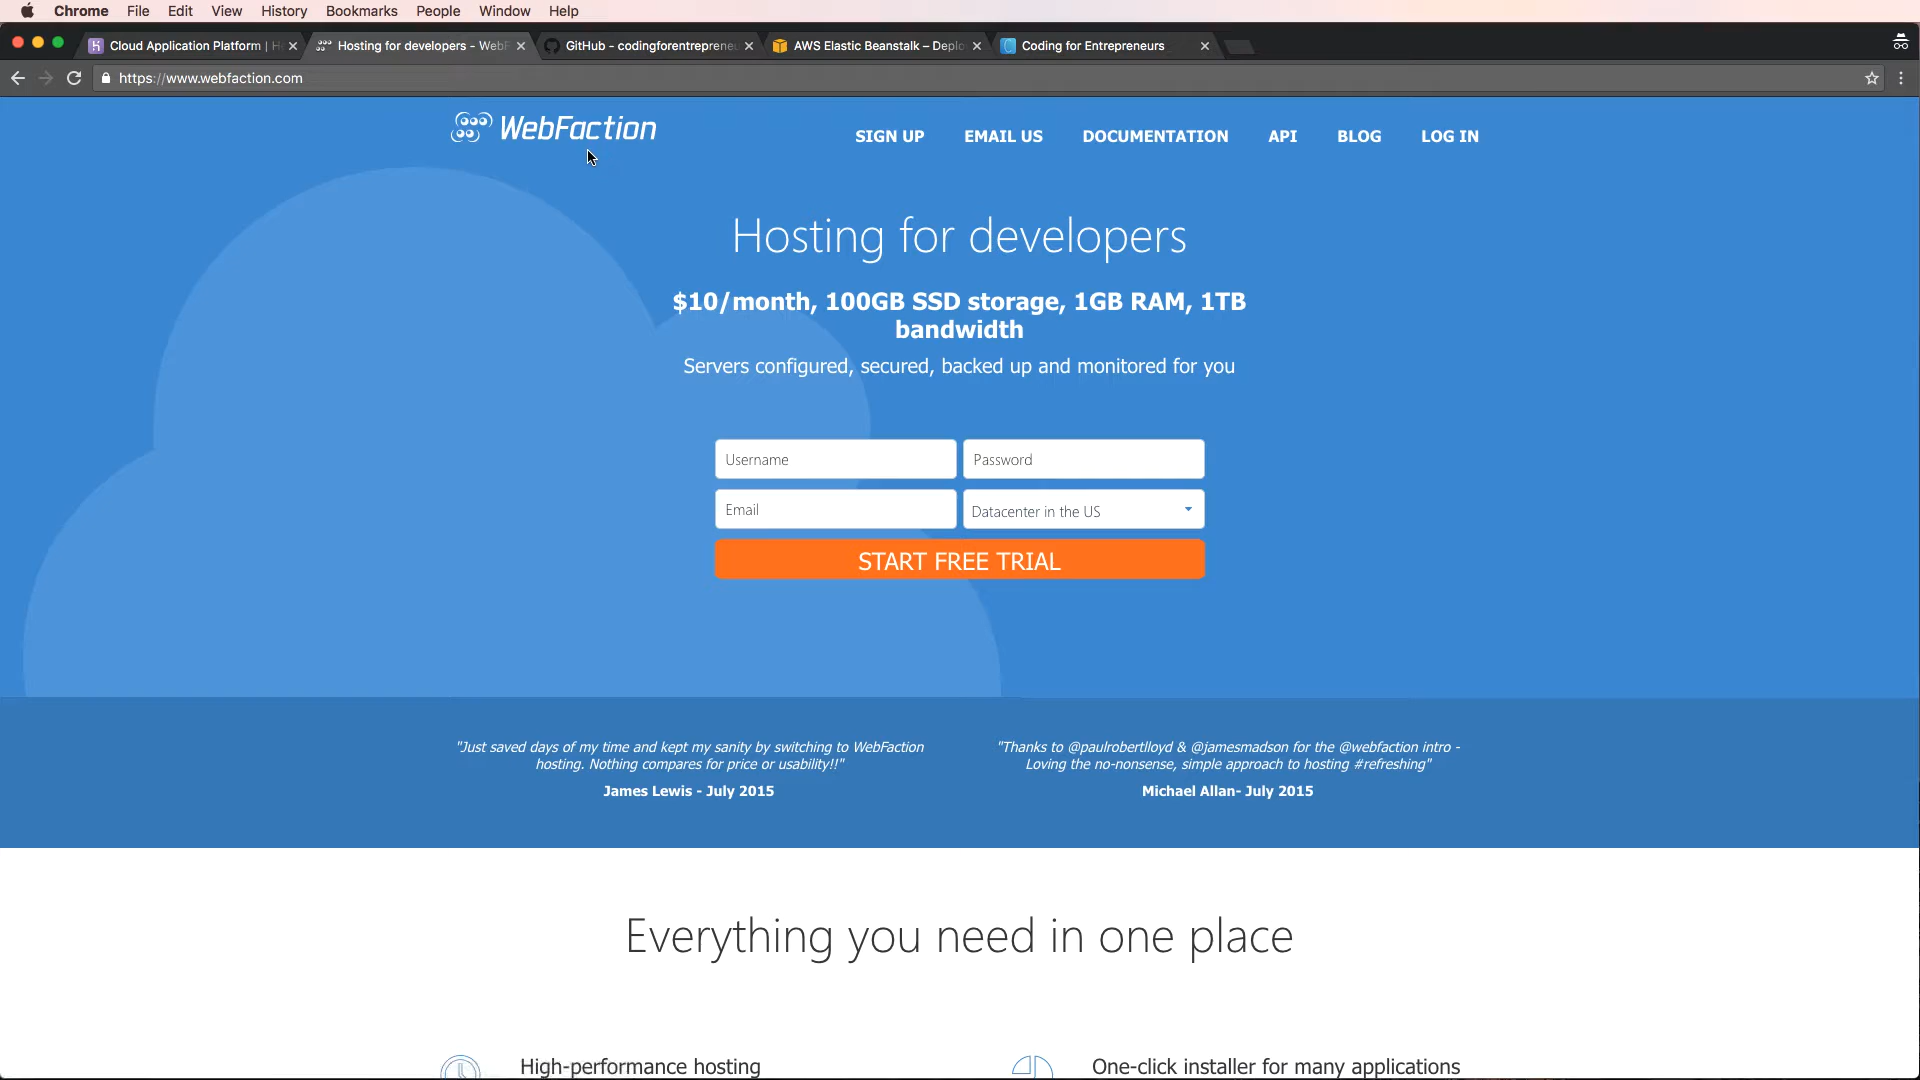 Chrome File Edit View History Bookmarks People Window Help
Cloud Application Platform | H
Hosting for developers - WebF
GitHub - codingforentrepreneu
AWS Elastic Beanstalk – Deplo
Coding for Entrepreneurs
https://www.webfaction.com
WebFaction
SIGN UP EMAIL US DOCUMENTATION API BLOG LOG IN
Hosting for developers
$10/month, 100GB SSD storage, 1GB RAM, 1TB
bandwidth
Servers configured, secured, backed up and monitored for you
Username Password
Email Datacenter in the US
START FREE TRIAL
"Just saved days of my time and kept my sanity by switching to WebFaction
hosting. Nothing compares for price or usability!!"
James Lewis - July 2015
"Thanks to @paulrobertlloyd & @jamesmadson for the @webfaction intro -
Loving the no-nonsense, simple approach to hosting #refreshing"
Michael Allan- July 2015
Everything you need in one place
High-performance hosting
One-click installer for many applications